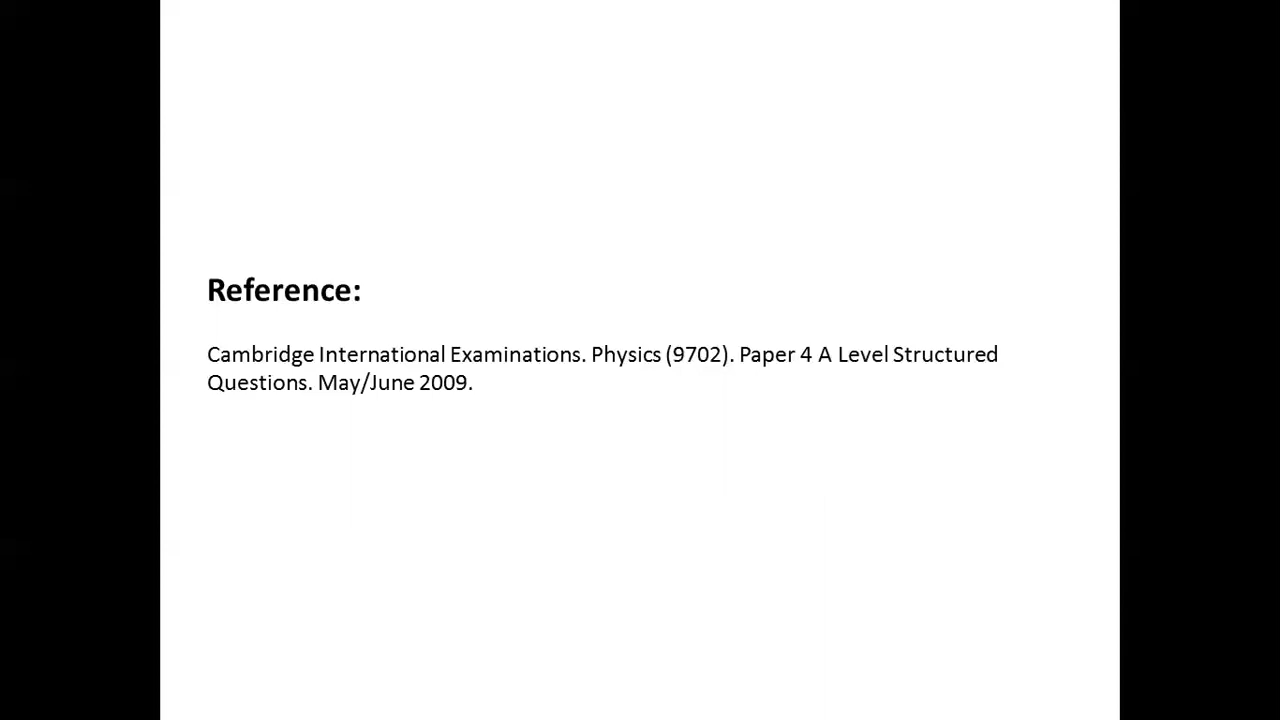 Reference:
Cambridge International Examinations. Physics (9702). Paper 4 A Level Structured
Questions. May/June 2009.